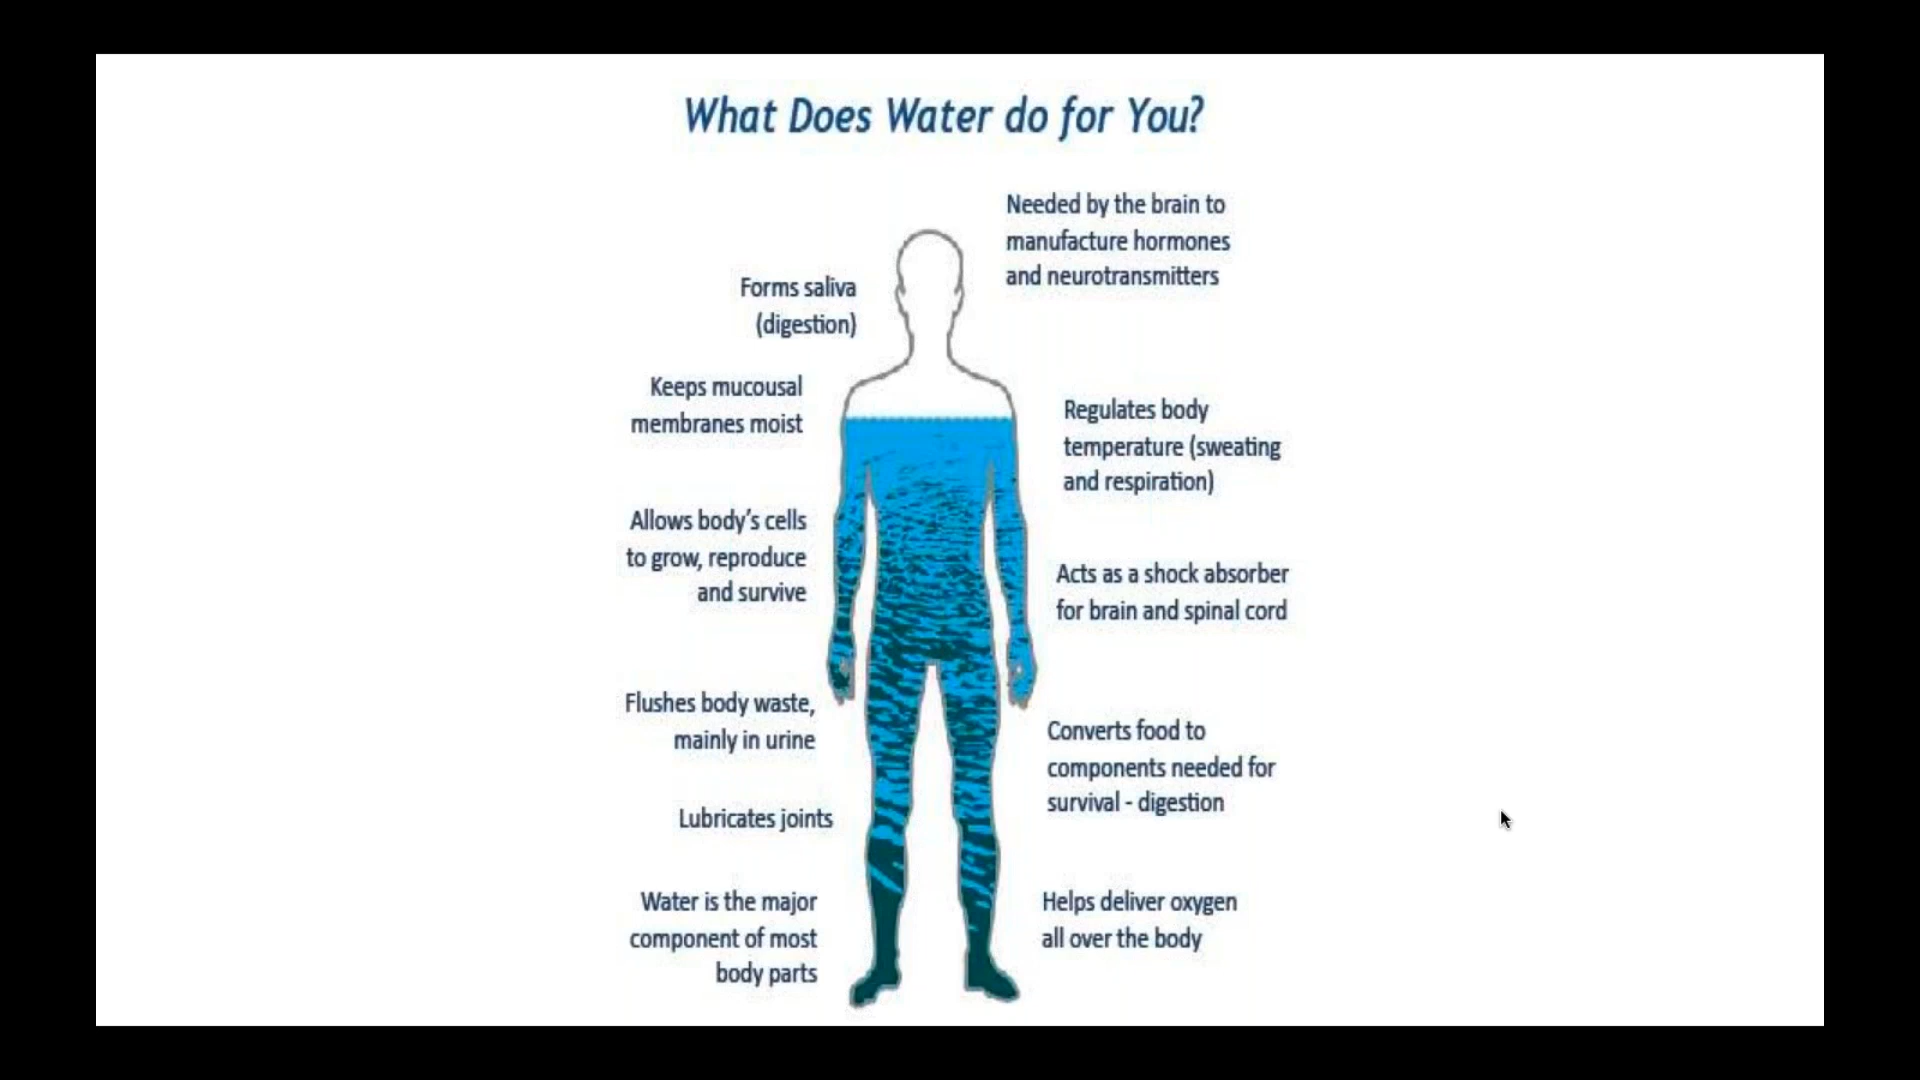 What Does Water do for You?
Needed by the brain to
manufacture hormones
and neurotransmitters
Forms saliva
(digestion)
Keeps mucousal
membranes moist
Regulates body
temperature (sweating
and respiration)
Allows body's cells
to grow, reproduce
and survive
Acts as a shock absorber
for brain and spinal cord
Flushes body waste,
mainly in urine
Converts food to
components needed for
survival - digestion
Lubricates joints
Water is the major
component of most
body parts
Helps deliver oxygen
all over the body